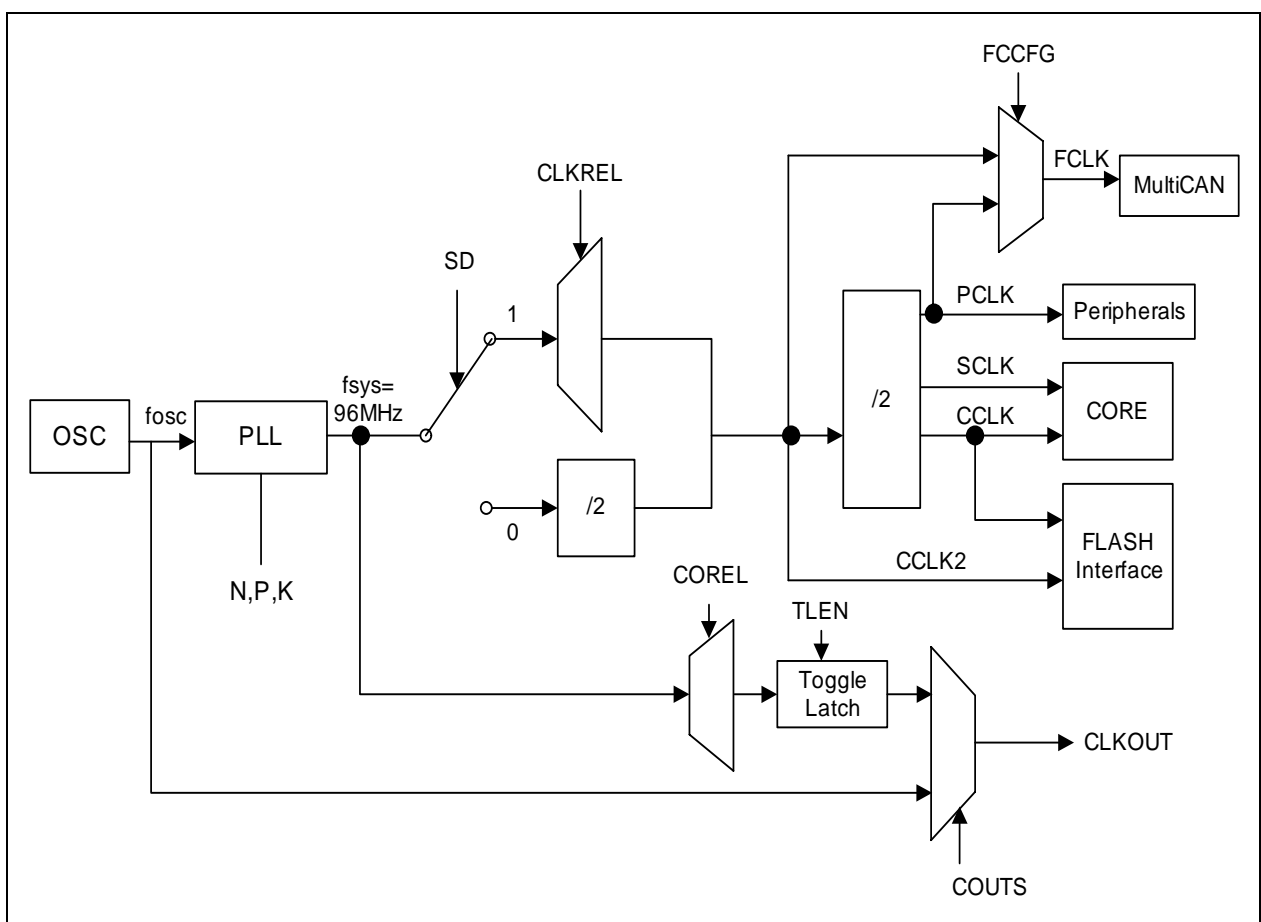 FCCFG
FCLK
MultiCAN
CLKREL
SD
1
PCLK
Peripherals
fsys=
96MHz
/2
SCLK
CORE
OSC
fosc
PLL
CCLK
/2
0
FLASH
Interface
CCLK2
N,P,K
COREL
TLEN
Toggle
Latch
CLKOUT
COUTS